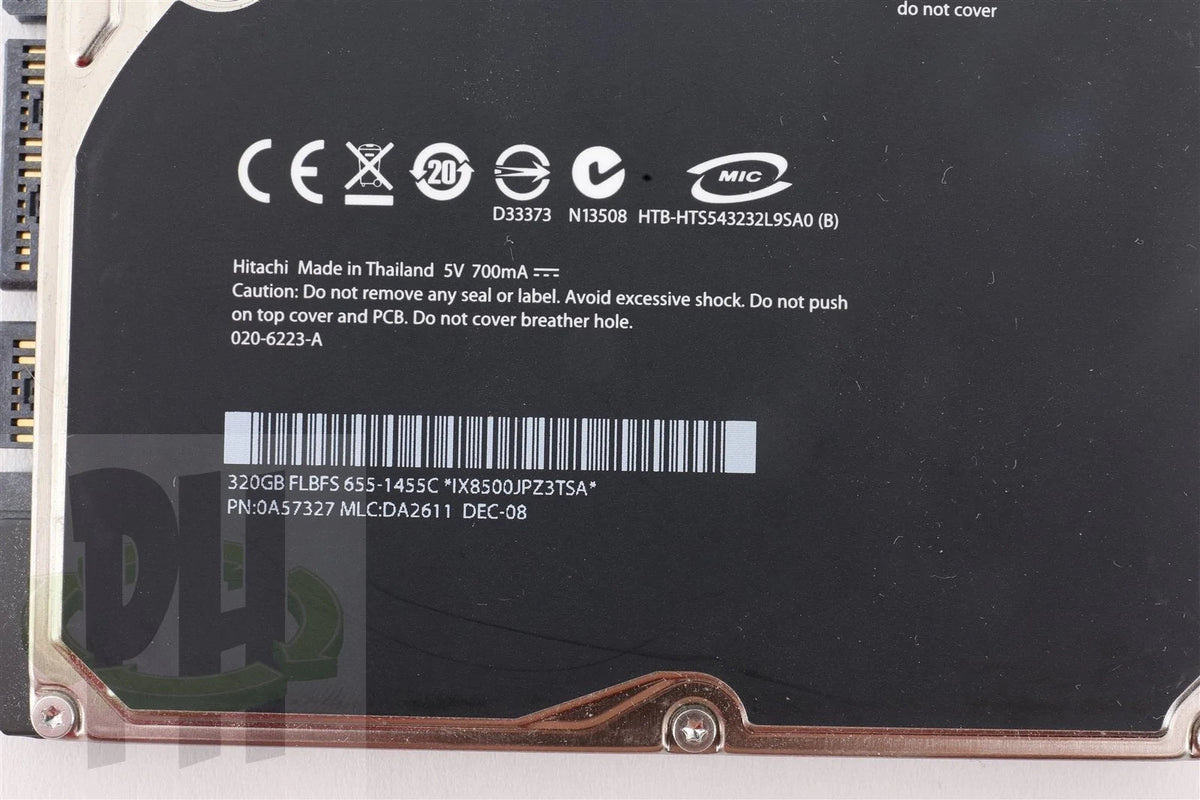 do not cover
CE
20
MIC
D33373 N13508 HTB-HTS543232L9SA0 (B)
Hitachi Made in Thailand 5V 700mA
Caution: Do not remove any seal or label. Avoid excessive shock. Do not push
on top cover and PCB. Do not cover breather hole.
020-6223-A
320GB FLBFS 655-1455C *IX8500JPZ3TSA*
PN:0A57327 MLC:DA2611 DEC-08
DH